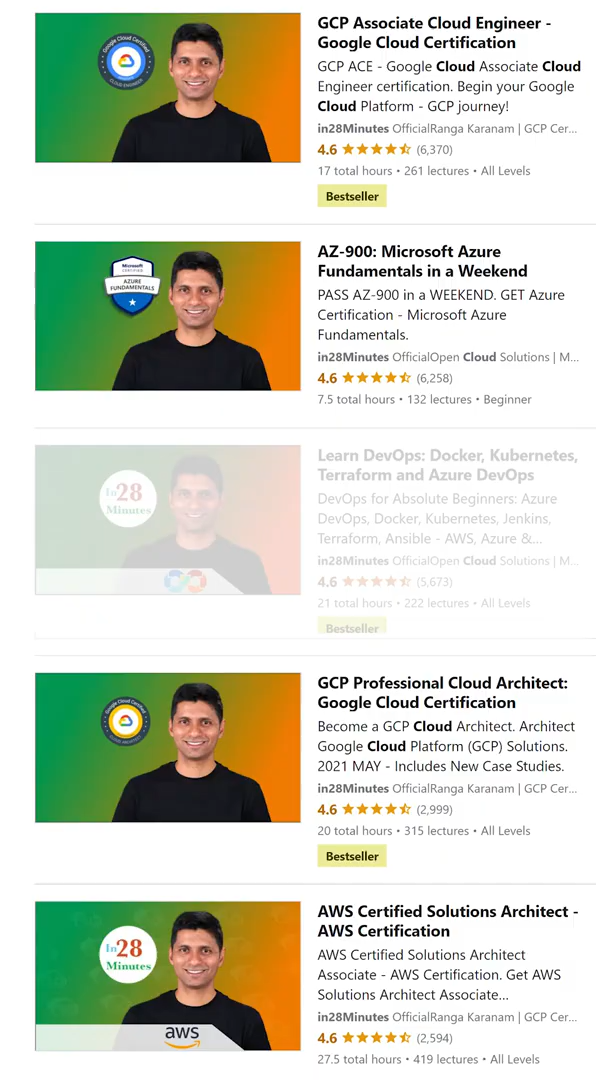 GCP Associate Cloud Engineer -
Google Cloud Certification
GCP ACE - Google Cloud Associate Cloud
Engineer certification. Begin your Google
Cloud Platform - GCP journey!
in28Minutes OfficialRanga Karanam | GCP Cer...
4.6 (6,370)
17 total hours • 261 lectures • All Levels
Bestseller
Microsoft
CERTIFIED
AZURE
FUNDAMENTALS
AZ-900: Microsoft Azure
Fundamentals in a Weekend
PASS AZ-900 in a WEEKEND. GET Azure
Certification - Microsoft Azure
Fundamentals.
in28Minutes OfficialOpen Cloud Solutions | M...
4.6 (6,258)
7.5 total hours • 132 lectures • Beginner
In28
Minutes
Learn DevOps: Docker, Kubernetes,
Terraform and Azure DevOps
DevOps for Absolute Beginners: Azure
DevOps, Docker, Kubernetes, Jenkins,
Terraform, Ansible - AWS, Azure &...
in28Minutes OfficialOpen Cloud Solutions | M...
4.6 (5,673)
21 total hours • 222 lectures • All Levels
Bestseller
GCP Professional Cloud Architect:
Google Cloud Certification
Become a GCP Cloud Architect. Architect
Google Cloud Platform (GCP) Solutions.
2021 MAY - Includes New Case Studies.
in28Minutes OfficialRanga Karanam | GCP Cer...
4.6 (2,999)
20 total hours • 315 lectures • All Levels
Bestseller
In28
Minutes
aws
AWS Certified Solutions Architect -
AWS Certification
AWS Certified Solutions Architect
Associate - AWS Certification. Get AWS
Solutions Architect Associate...
in28Minutes OfficialRanga Karanam | GCP Cer...
4.6 (2,594)
27.5 total hours • 419 lectures • All Levels